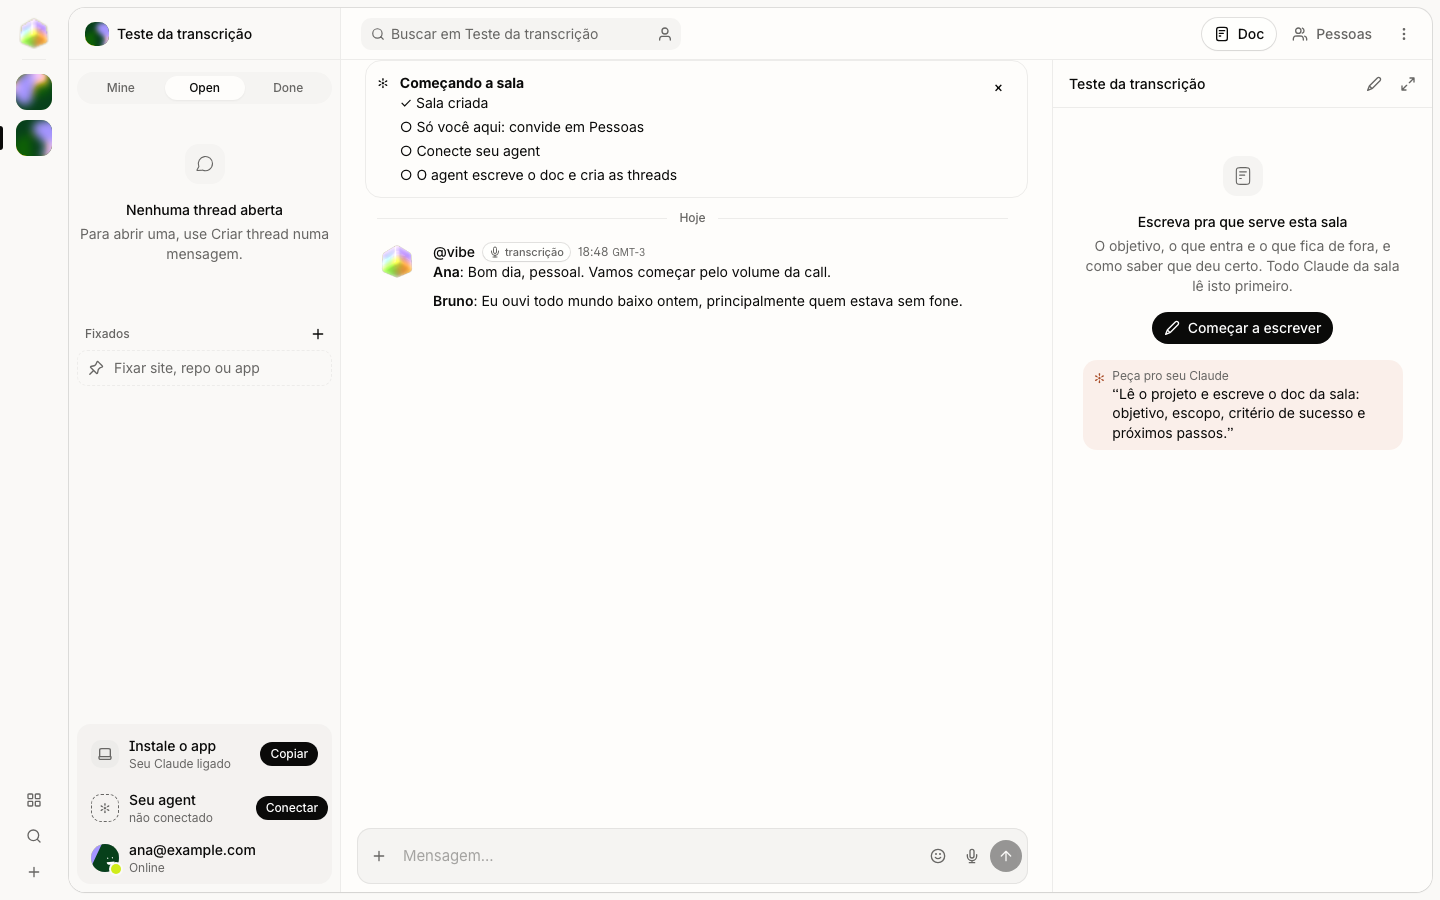 Teste da transcrição
Buscar em Teste da transcrição
Doc
Pessoas
Mine
Open
Done
Nenhuma thread aberta
Para abrir uma, use Criar thread numa
mensagem.
Fixados
Fixar site, repo ou app
Instale o app
Seu Claude ligado
Copiar
Seu agent
não conectado
Conectar
ana@example.com
Online
Começando a sala
✓ Sala criada
○ Só você aqui: convide em Pessoas
○ Conecte seu agent
○ O agent escreve o doc e cria as threads
Hoje
@vibe transcrição 18:48 GMT-3
Ana: Bom dia, pessoal. Vamos começar pelo volume da call.
Bruno: Eu ouvi todo mundo baixo ontem, principalmente quem estava sem fone.
Mensagem...
Teste da transcrição
Escreva pra que serve esta sala
O objetivo, o que entra e o que fica de fora, e
como saber que deu certo. Todo Claude da sala
lê isto primeiro.
Começar a escrever
Peça pro seu Claude
“Lê o projeto e escreve o doc da sala:
objetivo, escopo, critério de sucesso e
próximos passos.”